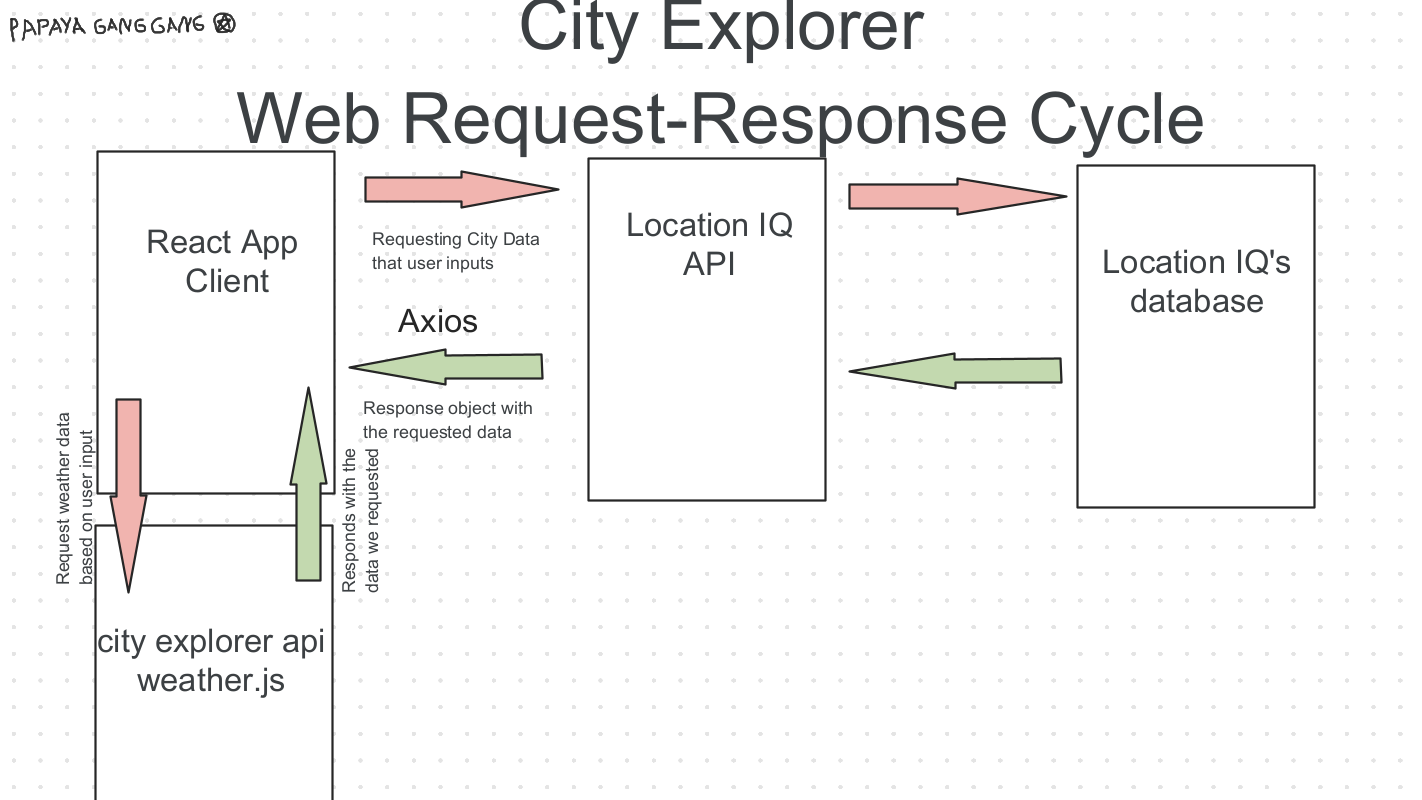 PAPAYA GANG GANG
City Explorer
Web Request-Response Cycle
React App
Client
Requesting City Data
that user inputs
Axios
Response object with
the requested data
Location IQ
API
Location IQ's
database
Request weather data
based on user input
Responds with the
data we requested
city explorer api
weather.js